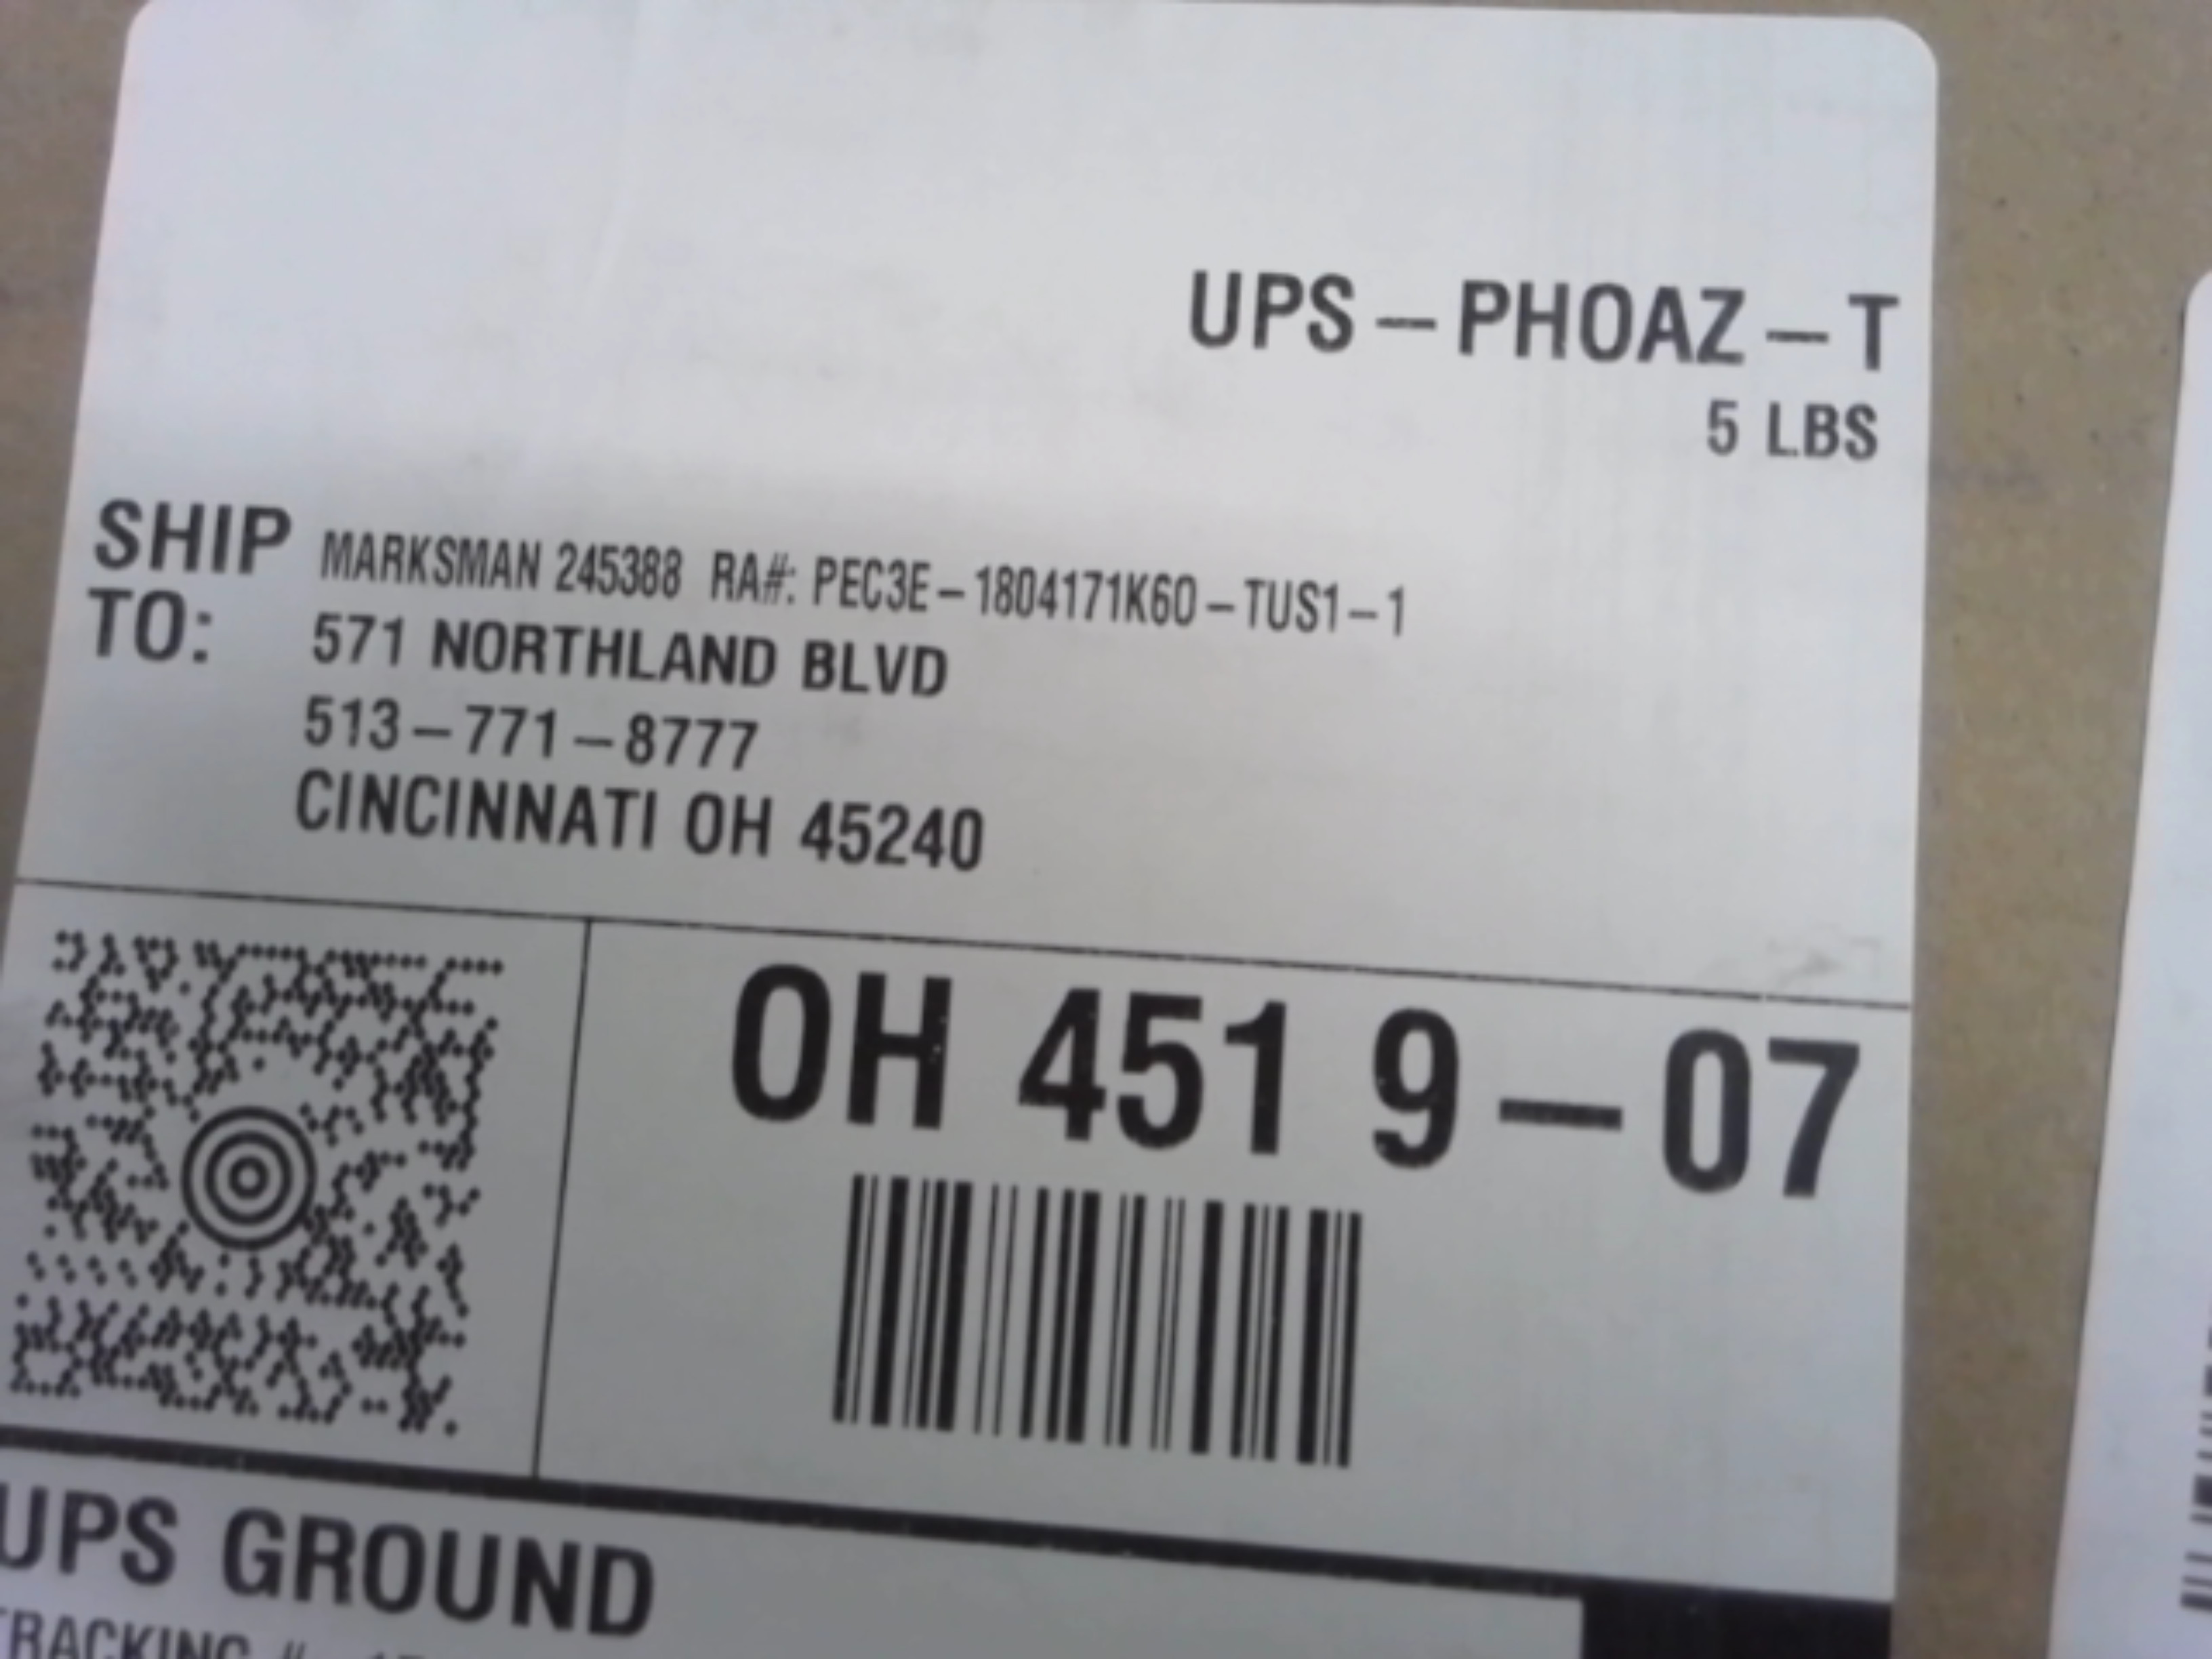 UPS-PHOAZ-T
5 LBS
SHIP TO:
MARKSMAN 245388 RA#: PEC3E-1804171K60-TUS1-1
571 NORTHLAND BLVD
513-771-8777
CINCINNATI OH 45240
OH 451 9-07
UPS GROUND
TRACKING #